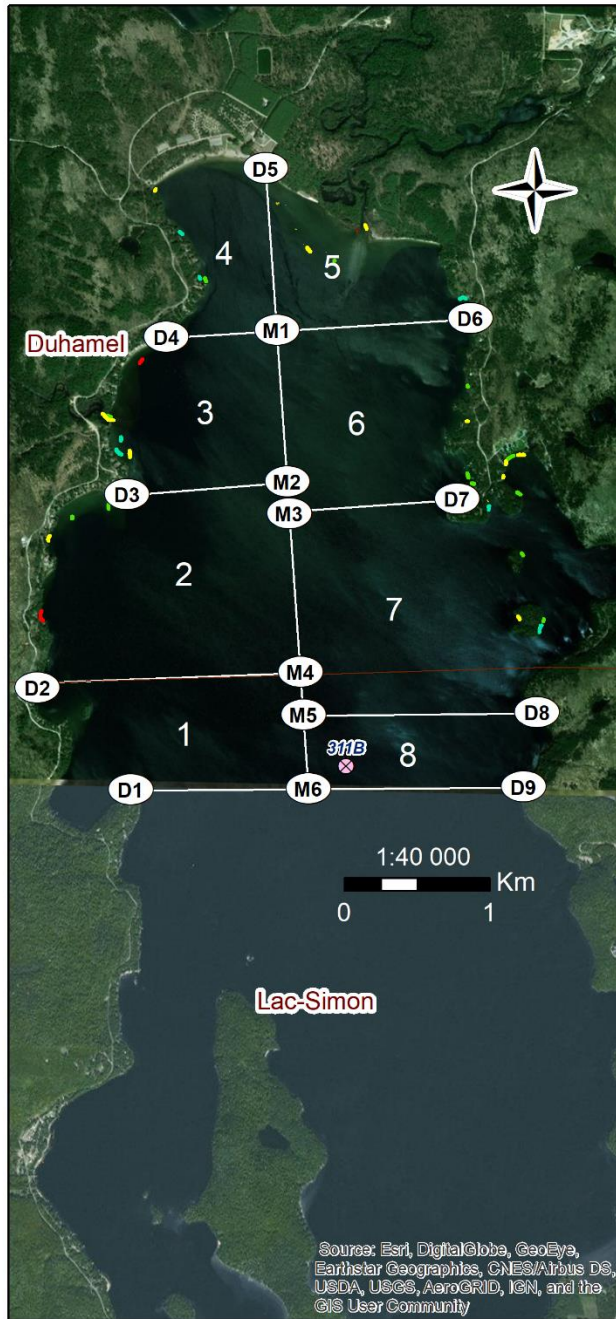 D5
4
5
D4
M1
D6
Duhamel
3
6
D3
M2
M3
D7
2
7
D2
M4
M5
D8
1
311B
8
D1
M6
D9
1:40 000
Km
0 1
Lac-Simon
Source: Esri, DigitalGlobe, GeoEye,
Earthstar Geographics, CNES/Airbus DS,
USDA, USGS, AeroGRID, IGN, and the
GIS User Community